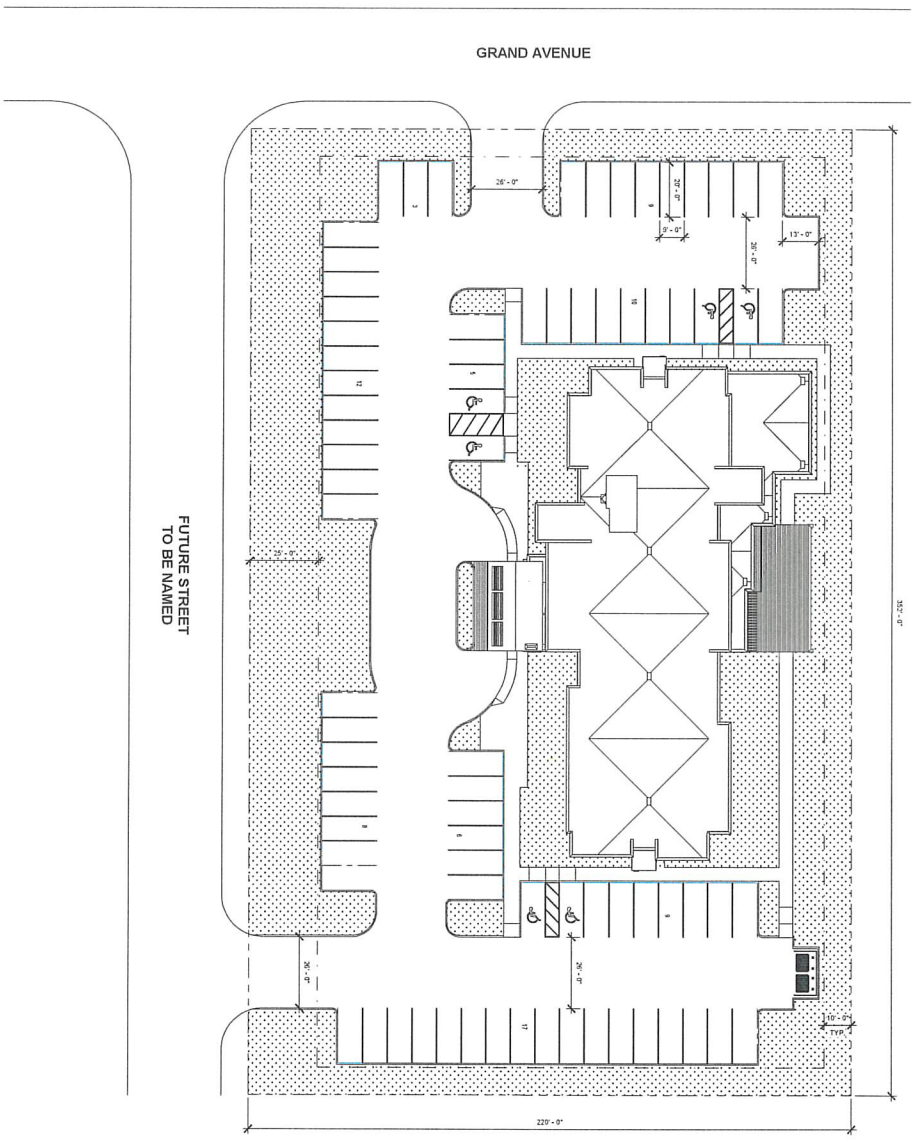 GRAND AVENUE
26' - 0"
20' - 0"
9
9' - 0"
26' - 0"
13' - 0"
3
10
5
12
FUTURE STREET
TO BE NAMED
25' - 0"
352' - 0"
8
6
9
26' - 0"
26' - 0"
17
10' - 0"
TYP.
220' - 0"